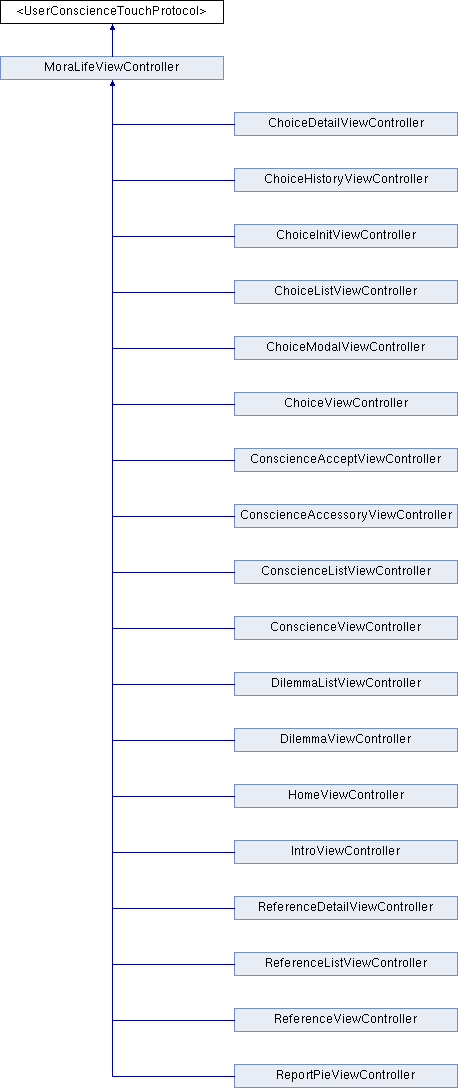 <UserConscienceTouchProtocol>
MoraLifeViewController
ChoiceDetailViewController
ChoiceHistoryViewController
ChoiceInitViewController
ChoiceListViewController
ChoiceModalViewController
ChoiceViewController
ConscienceAcceptViewController
ConscienceAccessoryViewController
ConscienceListViewController
ConscienceViewController
DilemmaListViewController
DilemmaViewController
HomeViewController
IntroViewController
ReferenceDetailViewController
ReferenceListViewController
ReferenceViewController
ReportPieViewController